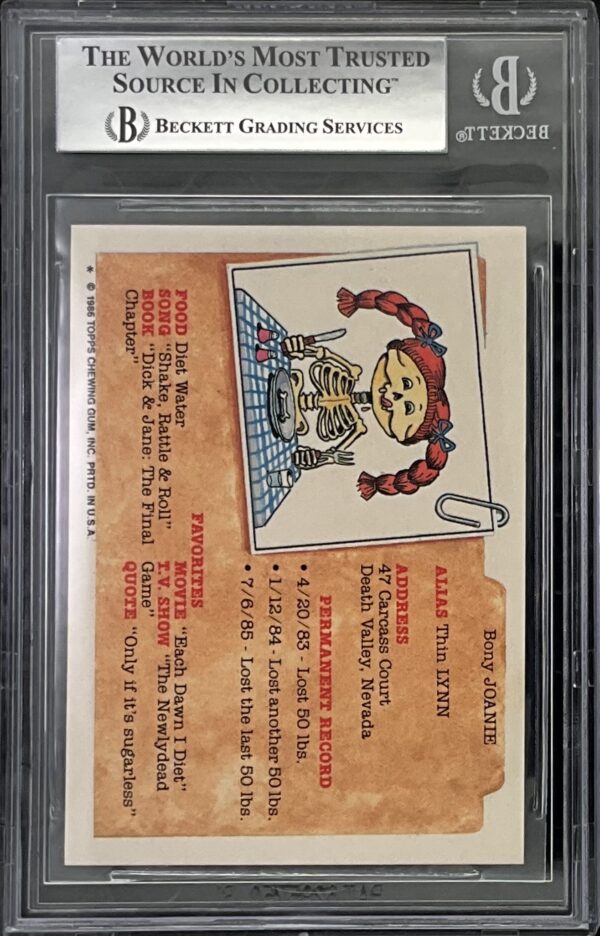 THE WORLD'S MOST TRUSTED
SOURCE IN COLLECTING™
B BECKETT GRADING SERVICES
B
BECKETT®
Bony JOANIE
ALIAS Thin LYNN
ADDRESS
47 Carcass Court
Death Valley, Nevada
PERMANENT RECORD
• 4/20/83 - Lost 50 lbs.
• 1/12/84 - Lost another 50 lbs.
• 7/6/85 - Lost the last 50 lbs.
FAVORITES
FOOD Diet Water
SONG "Shake, Rattle & Roll"
BOOK "Dick & Jane: The Final
Chapter"
MOVIE "Each Dawn I Diet"
T.V. SHOW "The Newlydead
Game"
QUOTE "Only if it's sugarless"
* © 1986 TOPPS CHEWING GUM, INC. PRTD. IN U.S.A.